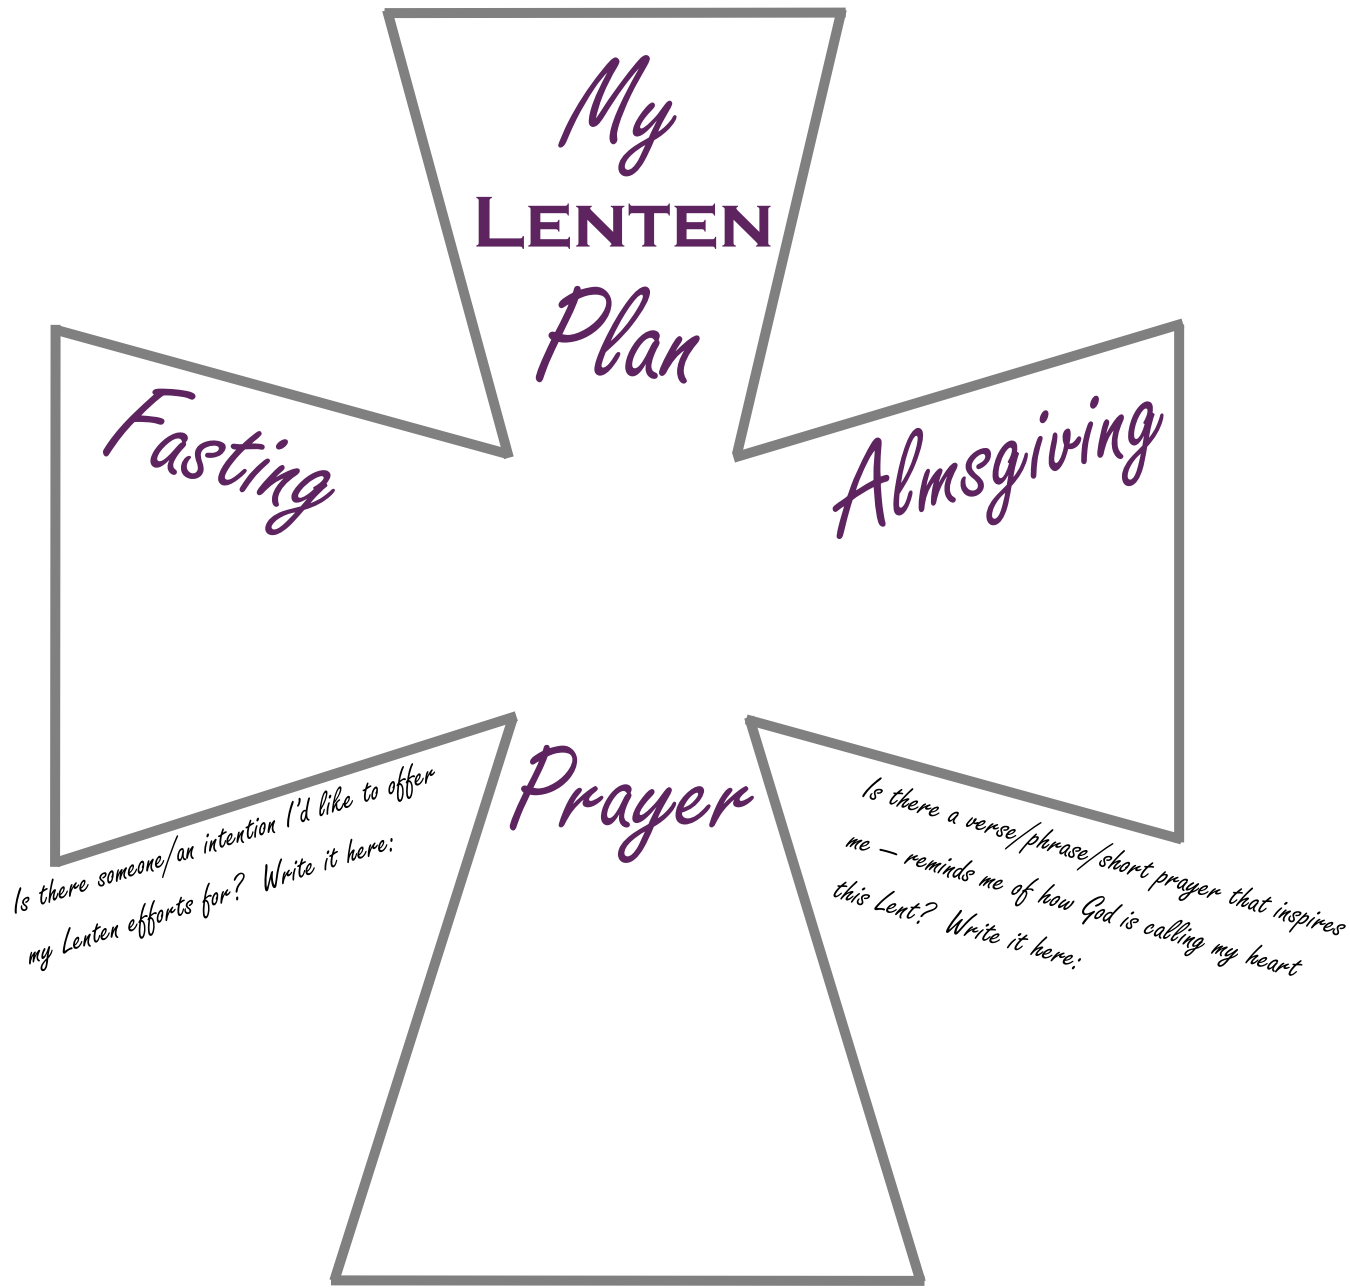 My
LENTEN
Plan
Fasting
Almsgiving
Prayer
Is there someone/an intention I'd like to offer
my Lenten efforts for? Write it here:
Is there a verse/phrase/short prayer that inspires
me – reminds me of how God is calling my heart
this Lent? Write it here: